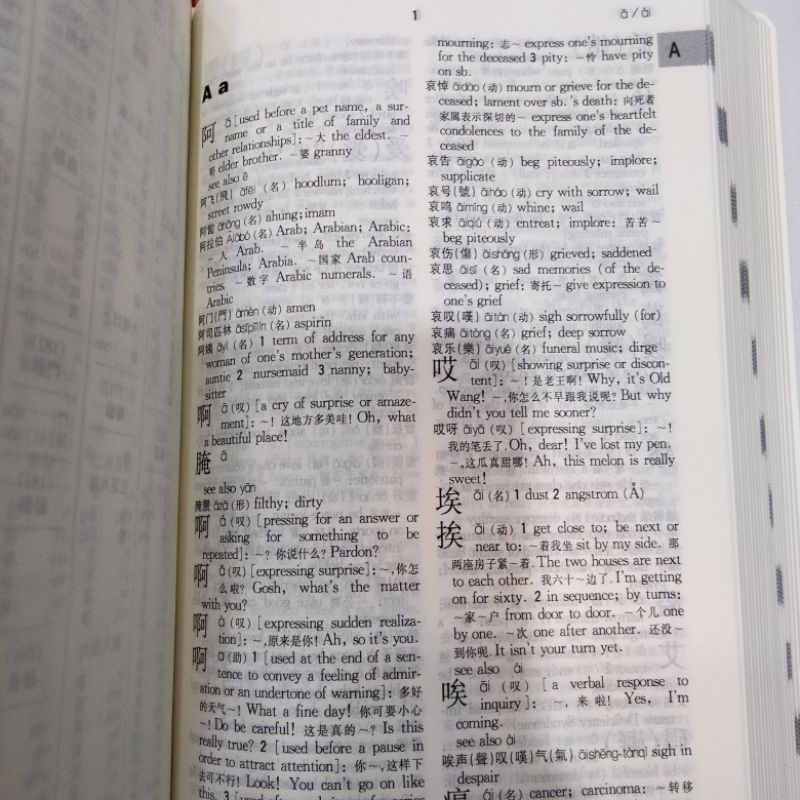 1
ā/ái
A
A a
阿 ā[used before a pet name, a sur-
name or a title of family and
other relationships]: ~大 the eldest. ~
哥 elder brother. ~婆 granny
see also ē
阿飞(飛) āfēi (名) hoodlum; hooligan;
street rowdy
阿訇 āhōng (名) ahung; imam
阿拉伯 Ālābó (名) Arab; Arabian; Arabic:
~人 Arab. ~半岛 the Arabian
Peninsula; Arabia. ~国家 Arab coun-
tries. ~数字 Arabic numerals. ~语
Arabic
阿门(門) āmén (动) amen
阿司匹林 āsīpǐlín (名) aspirin
阿姨 āyí (名) 1 term of address for any
woman of one's mother's generation;
auntie 2 nursemaid 3 nanny; baby-
sitter
啊 ā (叹) [a cry of surprise or amaze-
ment]: ~! 这地方多美哇! Oh, what
a beautiful place!
腌 ā
see also yān
腌臜 āzā (形) filthy; dirty
啊 á (叹) [pressing for an answer or
asking for something to be
repeated]: ~? 你说什么? Pardon?
啊 ǎ (叹) [expressing surprise]: ~,你怎
么啦? Gosh, what's the matter
with you?
啊 à (叹) [expressing sudden realiza-
tion]: ~,原来是你! Ah, so it's you.
啊 a (助) 1 [used at the end of a sen-
tence to convey a feeling of admir-
ation or an undertone of warning]: 多好
的天气~! What a fine day! 你可要小心
~! Do be careful! 这是真的~? Is this
really true? 2 [used before a pause in
order to attract attention]: 你~,这样下
去可不行! Look! You can't go on like
this. 3
mourning: 志~ express one's mourning
for the deceased 3 pity: ~怜 have pity
on sb.
哀悼 āidào (动) mourn or grieve for the de-
ceased; lament over sb.'s death: 向死者
家属表示深切的~ express one's heartfelt
condolences to the family of the de-
ceased
哀告 āigào (动) beg piteously; implore;
supplicate
哀号(號) āiháo (动) cry with sorrow; wail
哀鸣 āimíng (动) whine; wail
哀求 āiqiú (动) entreat; implore: 苦苦~
beg piteously
哀伤(傷) āishāng (形) grieved; saddened
哀思 āisī (名) sad memories (of the de-
ceased); grief: 寄托~ give expression to
one's grief
哀叹(嘆) āitàn (动) sigh sorrowfully (for)
哀痛 āitòng (名) grief; deep sorrow
哀乐(樂) āiyuè (名) funeral music; dirge
哎 āi (叹) [showing surprise or discon-
tent]: ~! 是老王啊! Why, it's Old
Wang! ~,你怎么不早跟我说呢? But why
didn't you tell me sooner?
哎呀 āiyā (叹) [expressing surprise]: ~!
我的笔丢了. Oh, dear! I've lost my pen.
~,这瓜真甜哪! Ah, this melon is really
sweet!
埃 āi (名) 1 dust 2 angstrom (Å)
挨 āi (动) 1 get close to; be next or
near to: ~着我坐 sit by my side. 那
两座房子紧~着. The two houses are next
to each other. 我六十~边了. I'm getting
on for sixty. 2 in sequence; by turns:
~家~户 from door to door. ~个儿 one
by one. ~次 one after another. 还没~
到你呢. It isn't your turn yet.
see also ái
唉 āi (叹) [a verbal response to
inquiry]: ~, 来啦! Yes, I'm
coming.
see also ài
唉声(聲)叹(嘆)气(氣) āishēng-tànqì sigh in
despair
癌 ái (名) cancer; carcinoma: ~转移